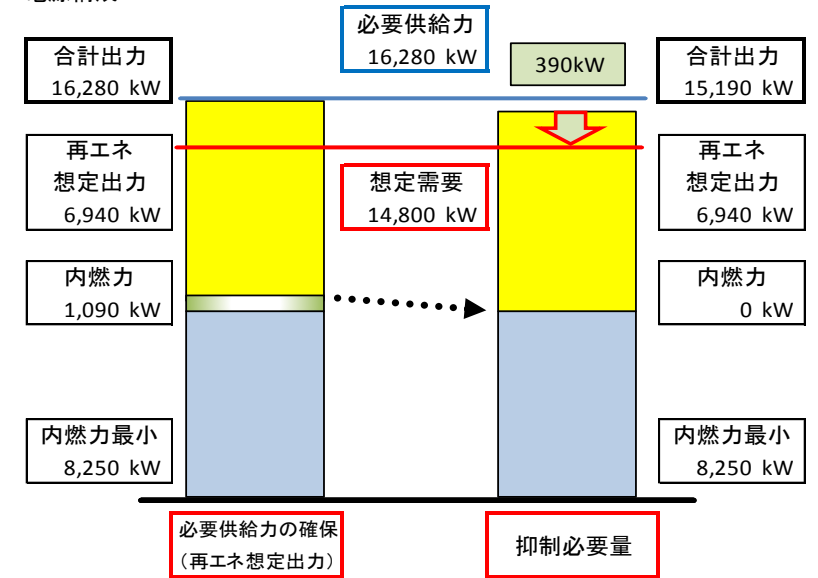 必要供給力
16,280 kW
390kW
合計出力
16,280 kW
合計出力
15,190 kW
再エネ
想定出力
6,940 kW
想定需要
14,800 kW
再エネ
想定出力
6,940 kW
内燃力
1,090 kW
内燃力
0 kW
内燃力最小
8,250 kW
内燃力最小
8,250 kW
必要供給力の確保
（再エネ想定出力）
抑制必要量